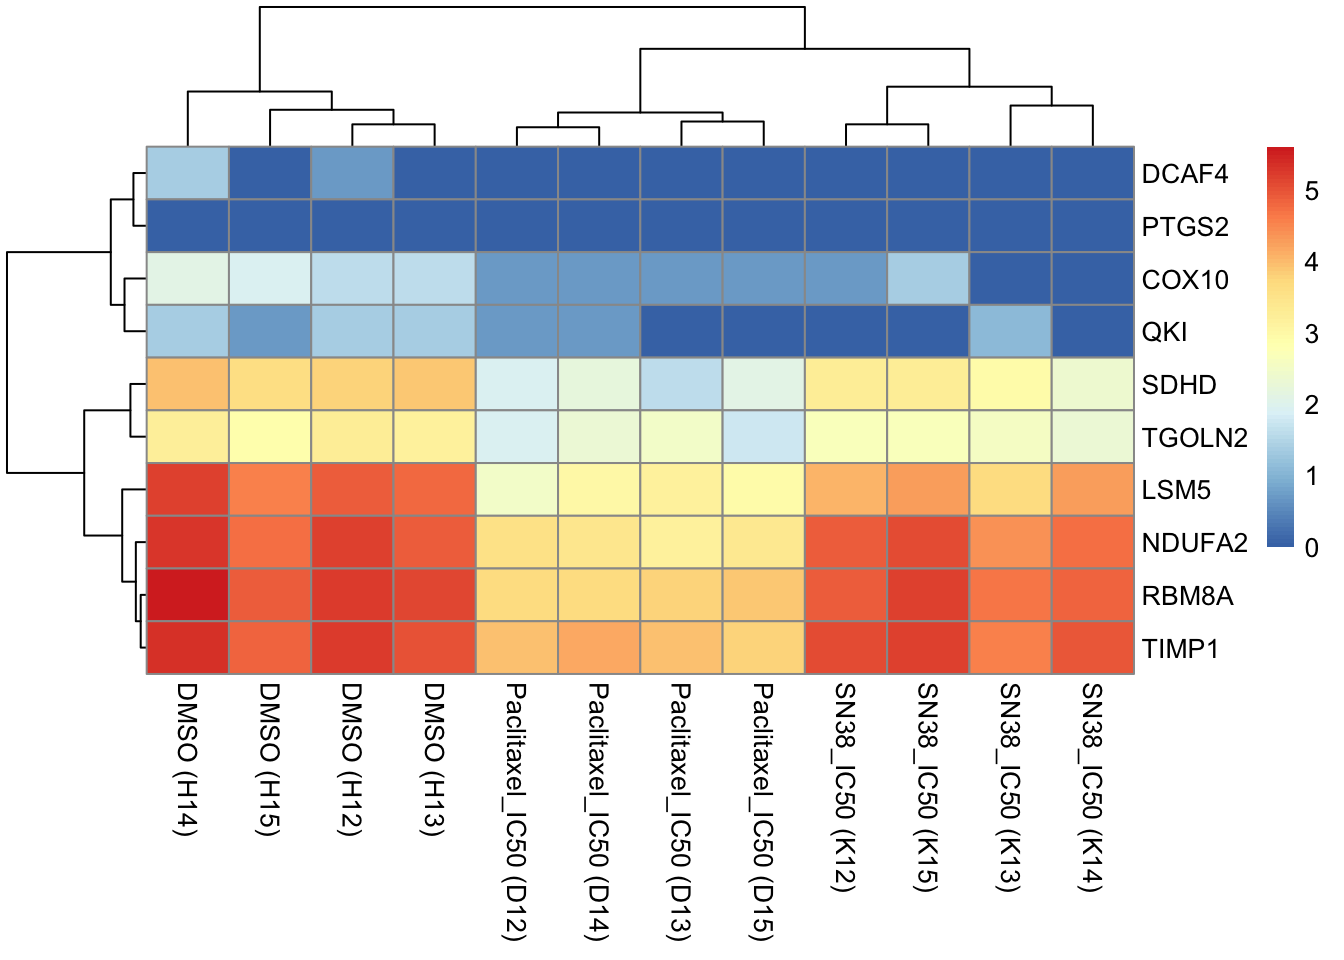 DCAF4
PTGS2
COX10
QKI
SDHD
TGOLN2
LSM5
NDUFA2
RBM8A
TIMP1
5
4
3
2
1
0
DMSO (H14)
DMSO (H15)
DMSO (H12)
DMSO (H13)
Paclitaxel_IC50 (D12)
Paclitaxel_IC50 (D14)
Paclitaxel_IC50 (D13)
Paclitaxel_IC50 (D15)
SN38_IC50 (K12)
SN38_IC50 (K15)
SN38_IC50 (K13)
SN38_IC50 (K14)